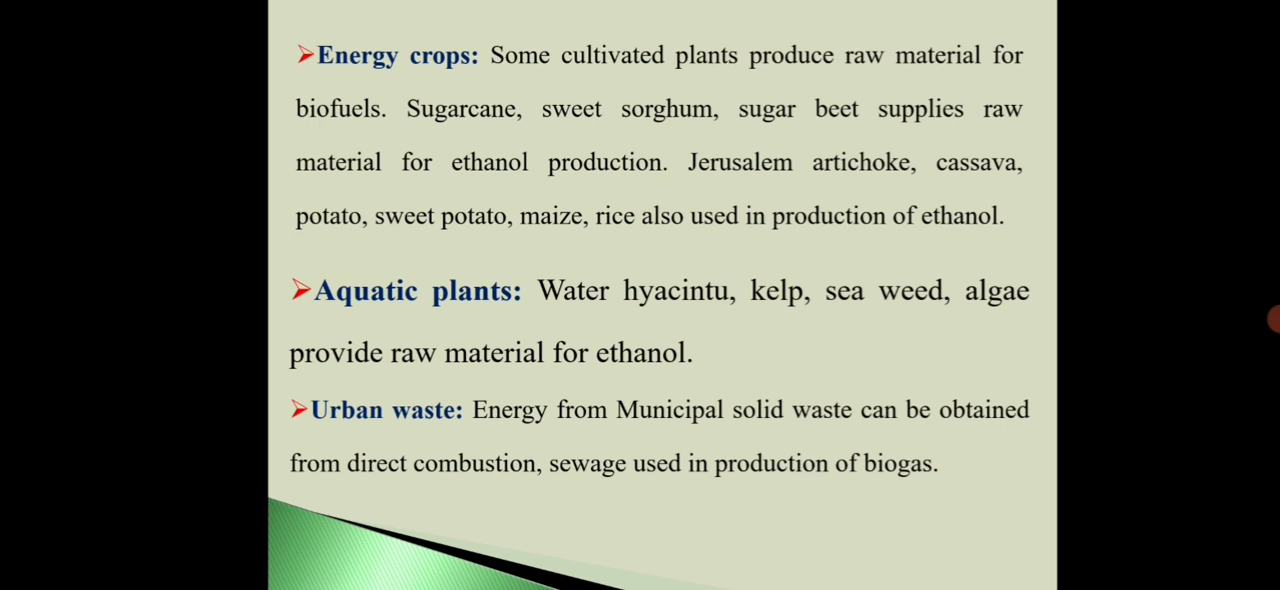 ➢Energy crops: Some cultivated plants produce raw material for
biofuels. Sugarcane, sweet sorghum, sugar beet supplies raw
material for ethanol production. Jerusalem artichoke, cassava,
potato, sweet potato, maize, rice also used in production of ethanol.
➢Aquatic plants: Water hyacintu, kelp, sea weed, algae
provide raw material for ethanol.
➢Urban waste: Energy from Municipal solid waste can be obtained
from direct combustion, sewage used in production of biogas.